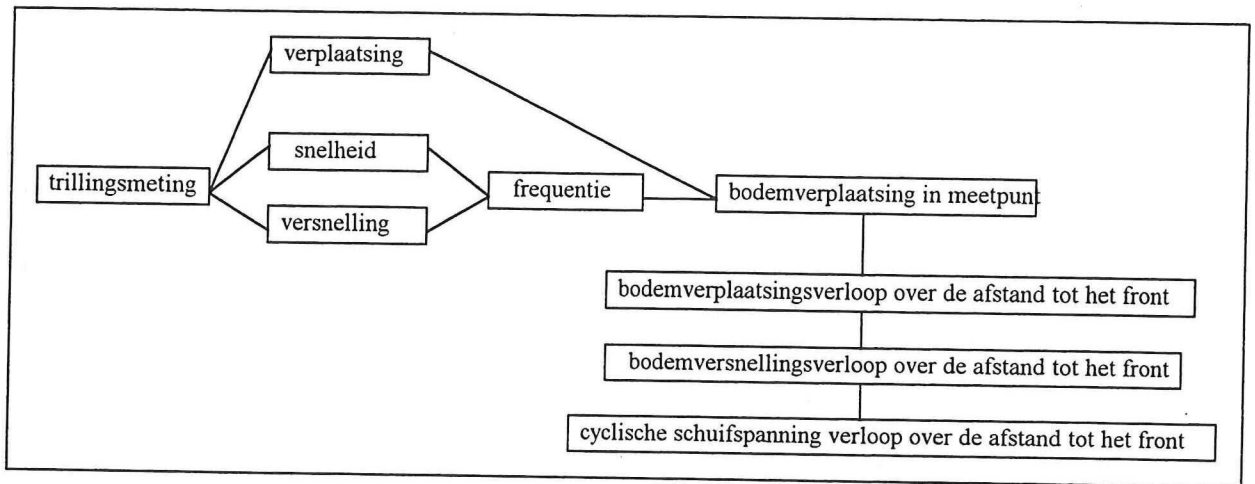 verplaatsing
snelheid
trillingsmeting
frequentie
bodemverplaatsing in meetpunt
versnelling
bodemverplaatsingsverloop over de afstand tot het front
bodemversnellingsverloop over de afstand tot het front
cyclische schuifspanning verloop over de afstand tot het front